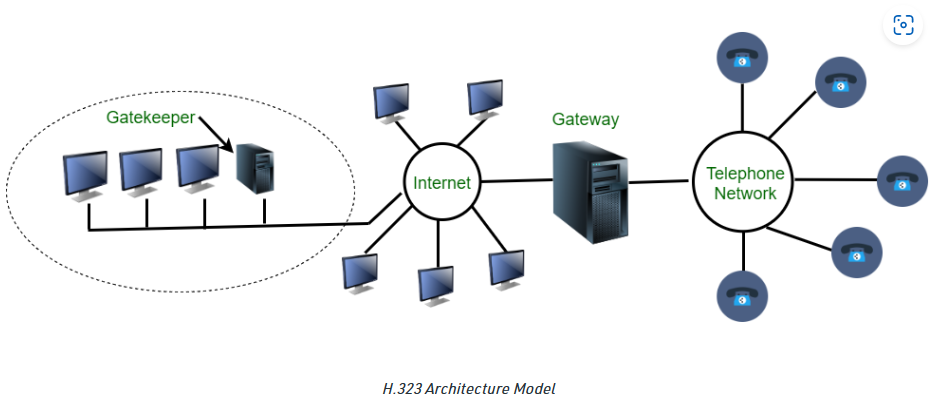 Gatekeeper
Internet
Gateway
Telephone
Network
H.323 Architecture Model